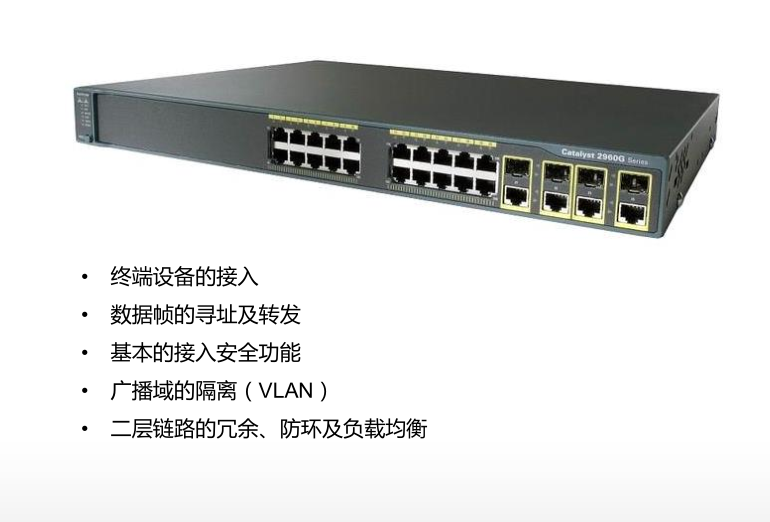 Catalyst 2960G Series
• 终端设备的接入
• 数据帧的寻址及转发
• 基本的接入安全功能
• 广播域的隔离（VLAN）
• 二层链路的冗余、防环及负载均衡